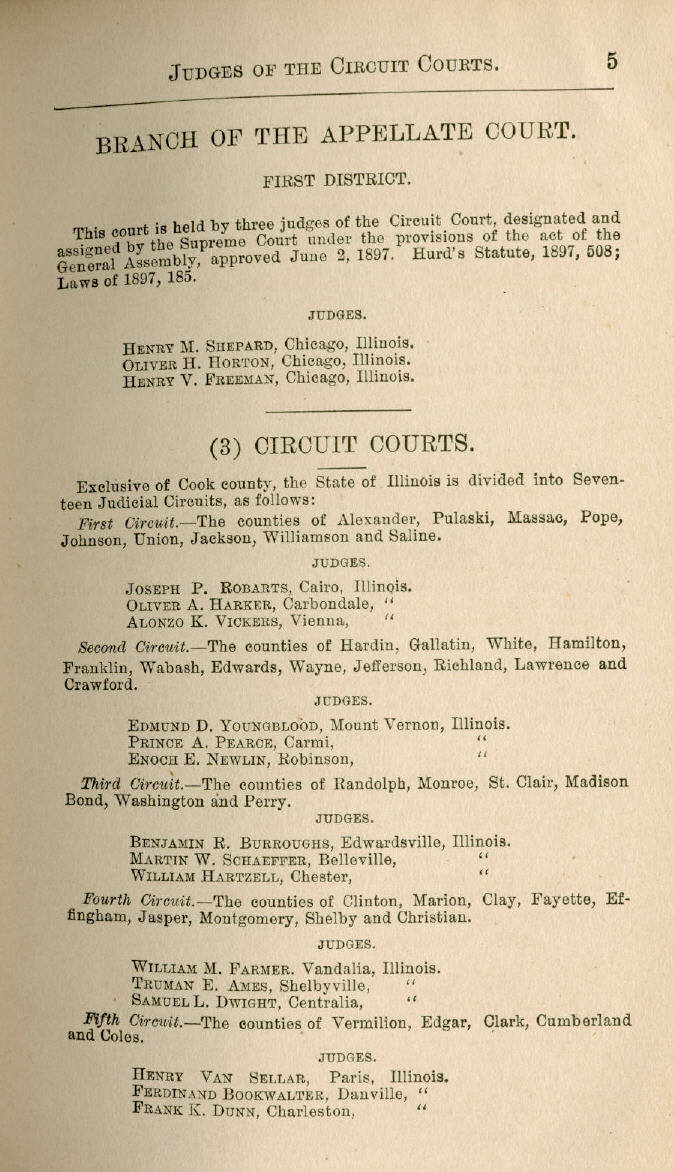 JUDGES OF THE CIRCUIT COURTS. 5
BRANCH OF THE APPELLATE COURT.
FIRST DISTRICT.
This court is held by three judges of the Circuit Court, designated and
assigned by the Supreme Court under the provisions of the act of the
General Assembly, approved June 2, 1897. Hurd's Statute, 1897, 508;
Laws of 1897, 185.
JUDGES.
HENRY M. SHEPARD, Chicago, Illinois.
OLIVER H. HORTON, Chicago, Illinois.
HENRY V. FREEMAN, Chicago, Illinois.
(3) CIRCUIT COURTS.
Exclusive of Cook county, the State of Illinois is divided into Seven-
teen Judicial Circuits, as follows:
First Circuit.—The counties of Alexander, Pulaski, Massac, Pope,
Johnson, Union, Jackson, Williamson and Saline.
JUDGES.
JOSEPH P. ROBARTS, Cairo, Illinois.
OLIVER A. HARKER, Carbondale, "
ALONZO K. VICKERS, Vienna, "
Second Circuit.—The counties of Hardin, Gallatin, White, Hamilton,
Franklin, Wabash, Edwards, Wayne, Jefferson, Richland, Lawrence and
Crawford.
JUDGES.
EDMUND D. YOUNGBLOOD, Mount Vernon, Illinois.
PRINCE A. PEARCE, Carmi, "
ENOCH E. NEWLIN, Robinson, "
Third Circuit.—The counties of Randolph, Monroe, St. Clair, Madison
Bond, Washington and Perry.
JUDGES.
BENJAMIN R. BURROUGHS, Edwardsville, Illinois.
MARTIN W. SCHAEFFER, Belleville, "
WILLIAM HARTZELL, Chester, "
Fourth Circuit.—The counties of Clinton, Marion, Clay, Fayette, Ef-
fingham, Jasper, Montgomery, Shelby and Christian.
JUDGES.
WILLIAM M. FARMER. Vandalia, Illinois.
TRUMAN E. AMES, Shelbyville, "
SAMUEL L. DWIGHT, Centralia, "
Fifth Circuit.—The counties of Vermilion, Edgar, Clark, Cumberland
and Coles.
JUDGES.
HENRY VAN SELLAR, Paris, Illinois.
FERDINAND BOOKWALTER, Danville, "
FRANK K. DUNN, Charleston, "